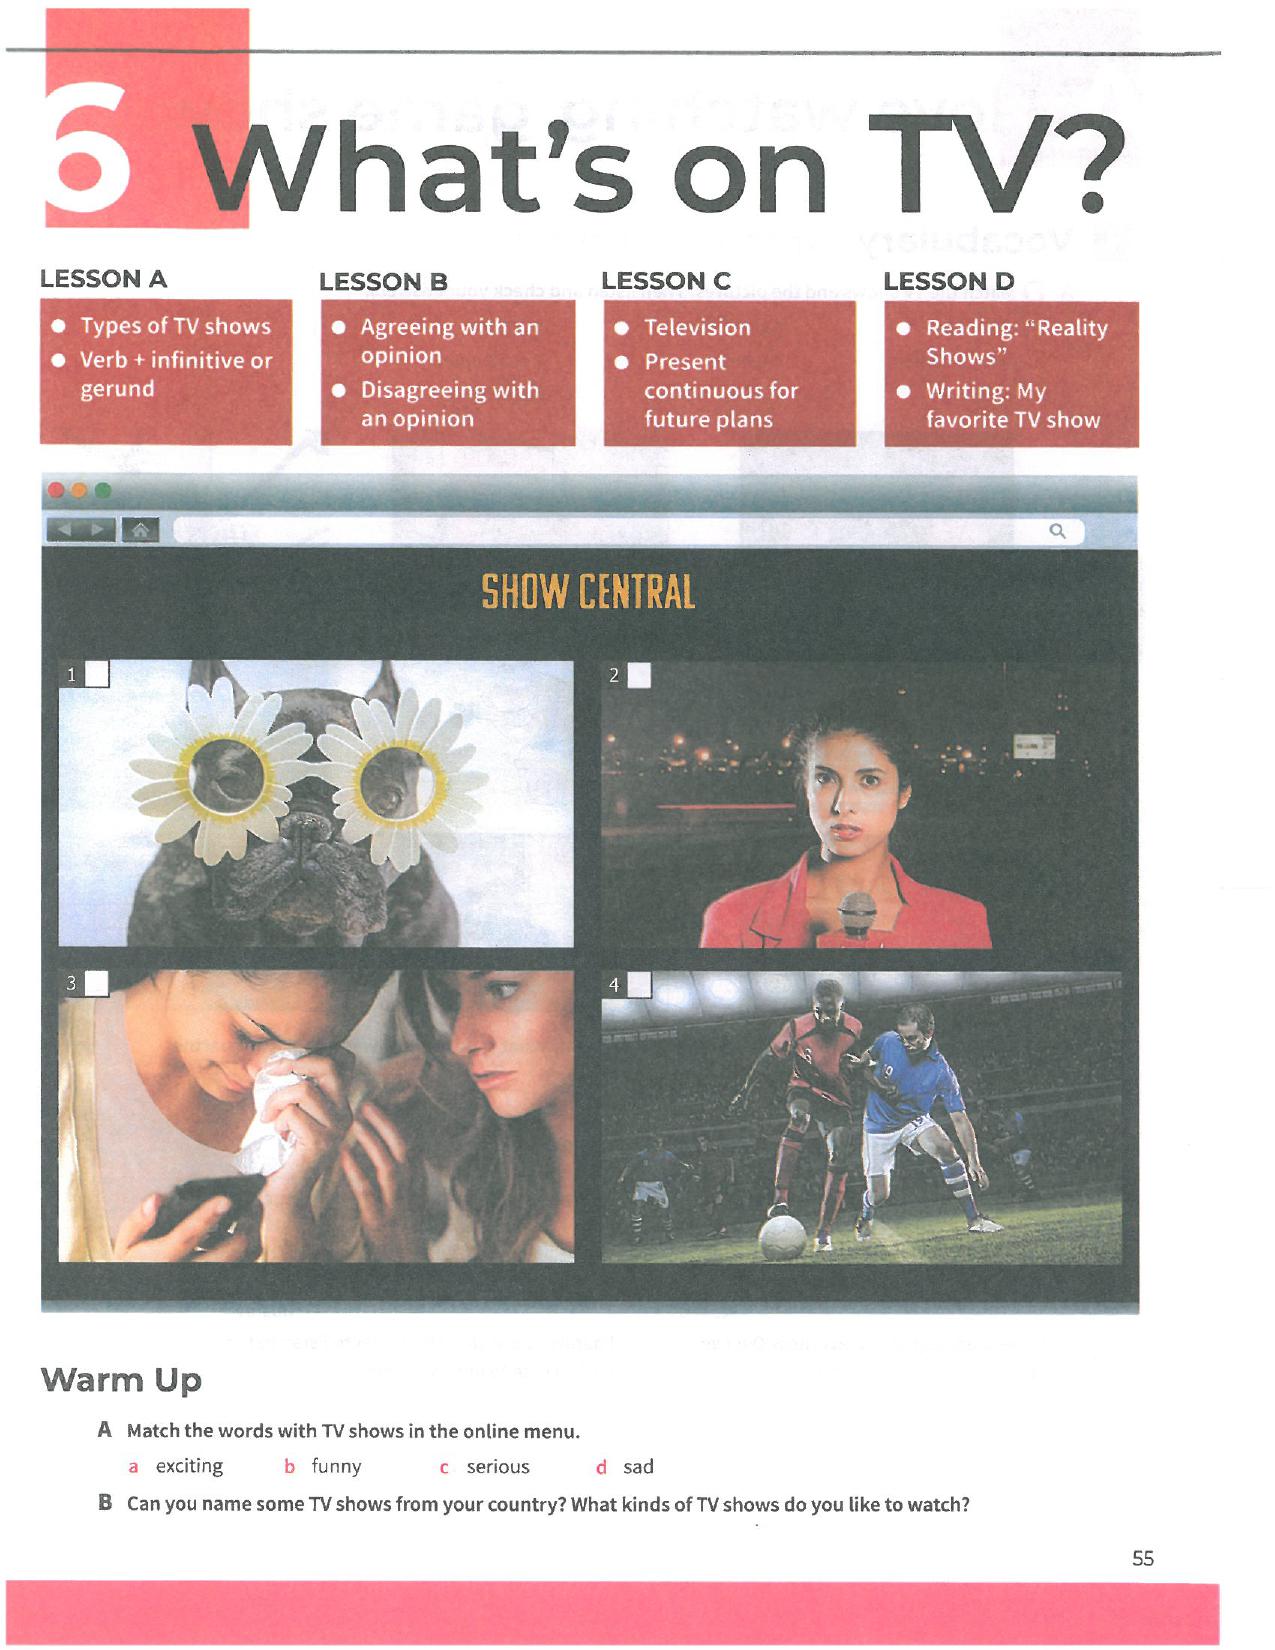 6 What's on TV?
LESSON A
● Types of TV shows
● Verb + infinitive or
gerund
LESSON B
● Agreeing with an
opinion
● Disagreeing with
an opinion
LESSON C
● Television
● Present
continuous for
future plans
LESSON D
● Reading: "Reality
Shows"
● Writing: My
favorite TV show
SHOW CENTRAL
1
2
3
4
Warm Up
A Match the words with TV shows in the online menu.
a exciting b funny c serious d sad
B Can you name some TV shows from your country? What kinds of TV shows do you like to watch?
55